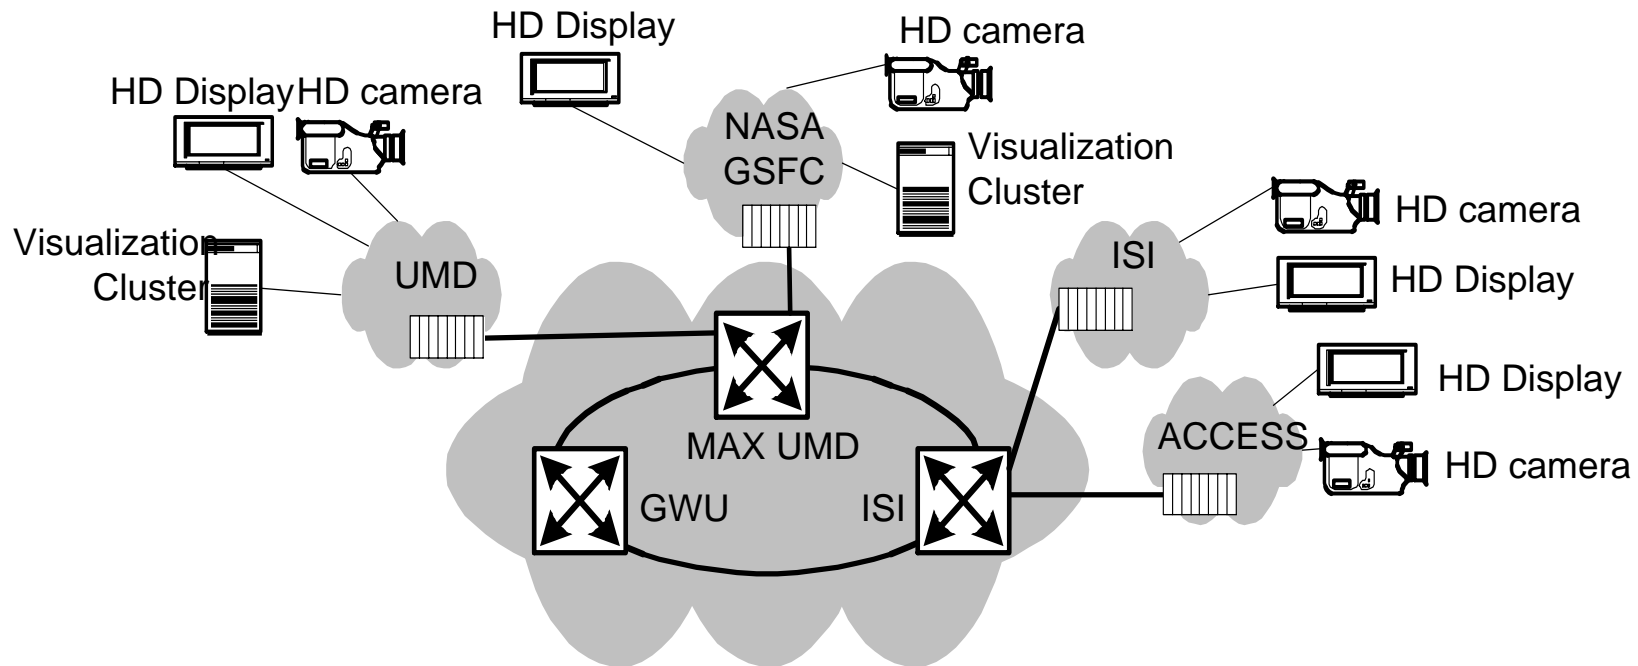 HD Display
HD camera
HD Display
HD camera
NASA
GSFC
Visualization
Cluster
HD camera
Visualization
Cluster
UMD
ISI
HD Display
HD Display
MAX UMD
ACCESS
HD camera
GWU
ISI